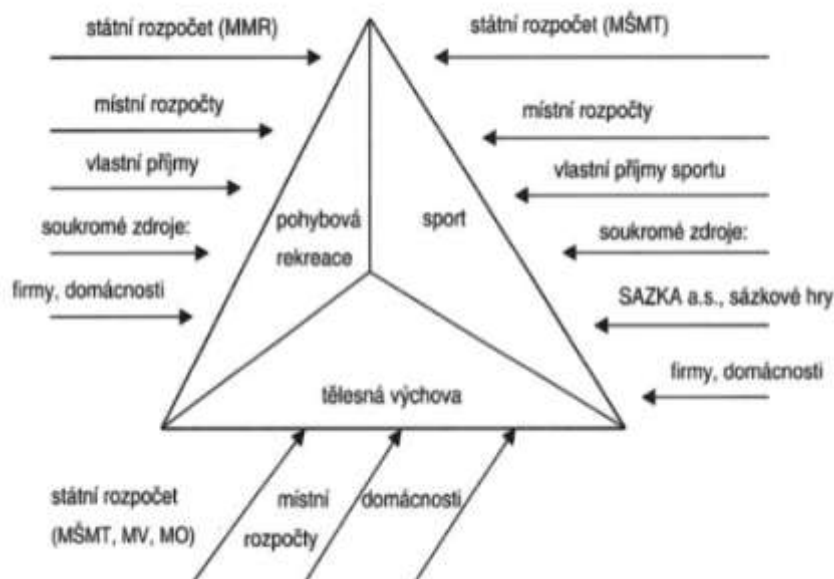 státní rozpočet (MMR)
státní rozpočet (MŠMT)
místní rozpočty
místní rozpočty
vlastní příjmy
vlastní příjmy sportu
pohybová
rekreace
sport
soukromé zdroje:
soukromé zdroje:
firmy, domácnosti
SAZKA a.s., sázkové hry
firmy, domácnosti
tělesná výchova
státní rozpočet
(MŠMT, MV, MO)
místní
rozpočty
domácnosti